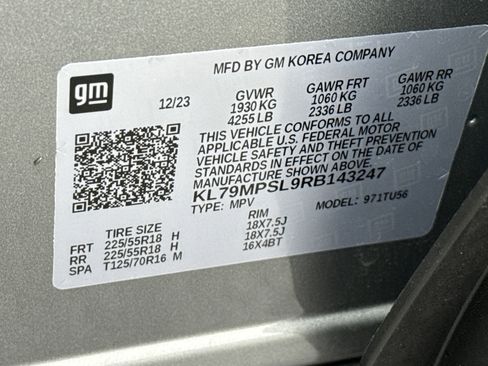 MFD BY GM KOREA COMPANY
gm
12/23
GVWR GAWR FRT GAWR RR
1930 KG 1060 KG 1060 KG
4255 LB 2336 LB 2336 LB
THIS VEHICLE CONFORMS TO ALL
APPLICABLE U.S. FEDERAL MOTOR
VEHICLE SAFETY AND THEFT PREVENTION
STANDARDS IN EFFECT ON THE DATE OF
MANUFACTURE SHOWN ABOVE.
KL79MPSL9RB143247
TYPE: MPV MODEL: 971TU56
TIRE SIZE RIM
FRT 225/55R18 H 18X7.5J
RR 225/55R18 H 18X7.5J
SPA T125/70R16 M 16X4BT